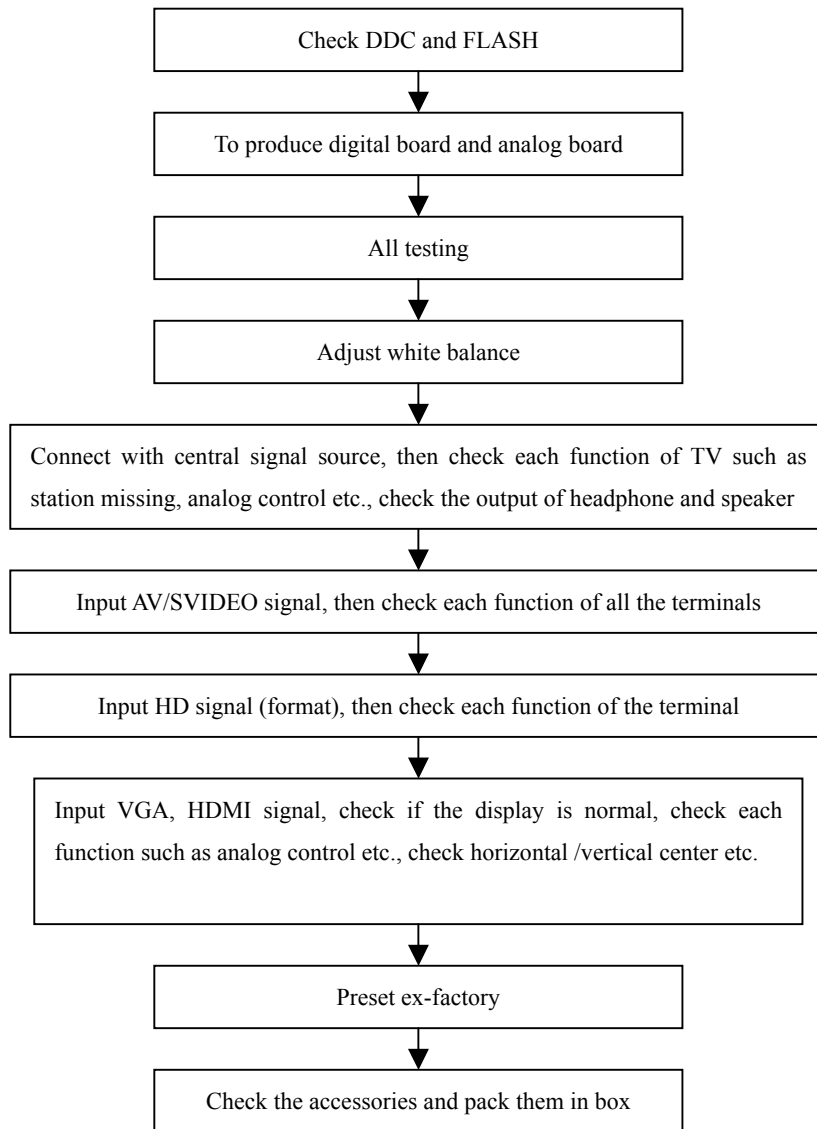 Check DDC and FLASH
To produce digital board and analog board
All testing
Adjust white balance
Connect with central signal source, then check each function of TV such as
station missing, analog control etc., check the output of headphone and speaker
Input AV/SVIDEO signal, then check each function of all the terminals
Input HD signal (format), then check each function of the terminal
Input VGA, HDMI signal, check if the display is normal, check each
function such as analog control etc., check horizontal /vertical center etc.
Preset ex-factory
Check the accessories and pack them in box